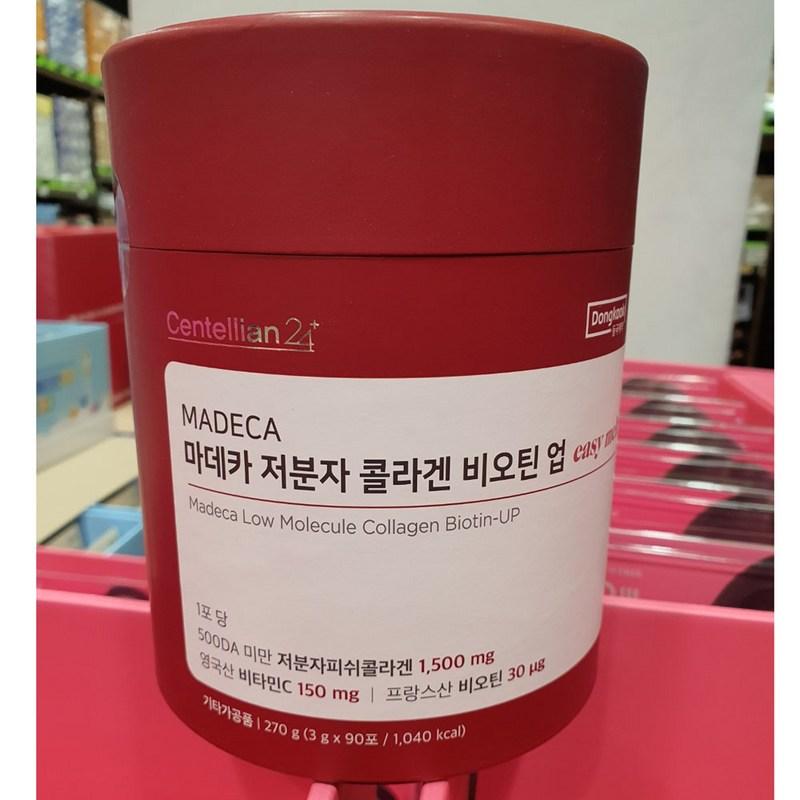 Centellian 24+
MADECA
마데카 저분자 콜라겐 비오틴 업 easy
Madeca Low Molecule Collagen Biotin-UP
1포 당
500DA 미만 저분자피쉬콜라겐 1,500 mg
영국산 비타민C 150 mg | 프랑스산 비오틴 30 μg
기타가공품 | 270 g (3 g x 90포 / 1,040 kcal)